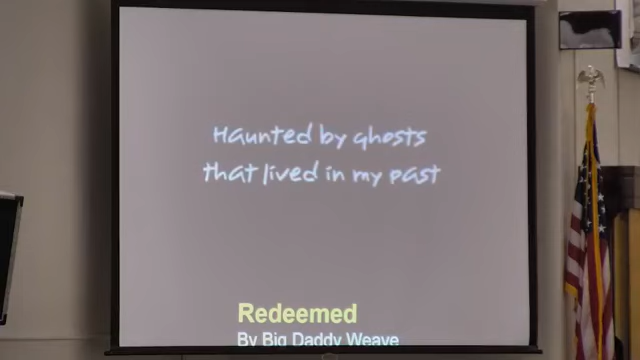 Haunted by ghosts
that lived in my past
Redeemed
By Big Daddy Weave